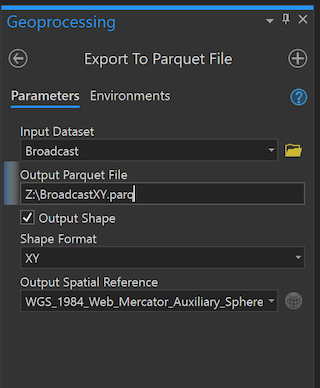 Geoprocessing
Export To Parquet File
Parameters Environments
Input Dataset
Broadcast
Output Parquet File
Z:\BroadcastXY.parq
Output Shape
Shape Format
XY
Output Spatial Reference
WGS_1984_Web_Mercator_Auxiliary_Sphere